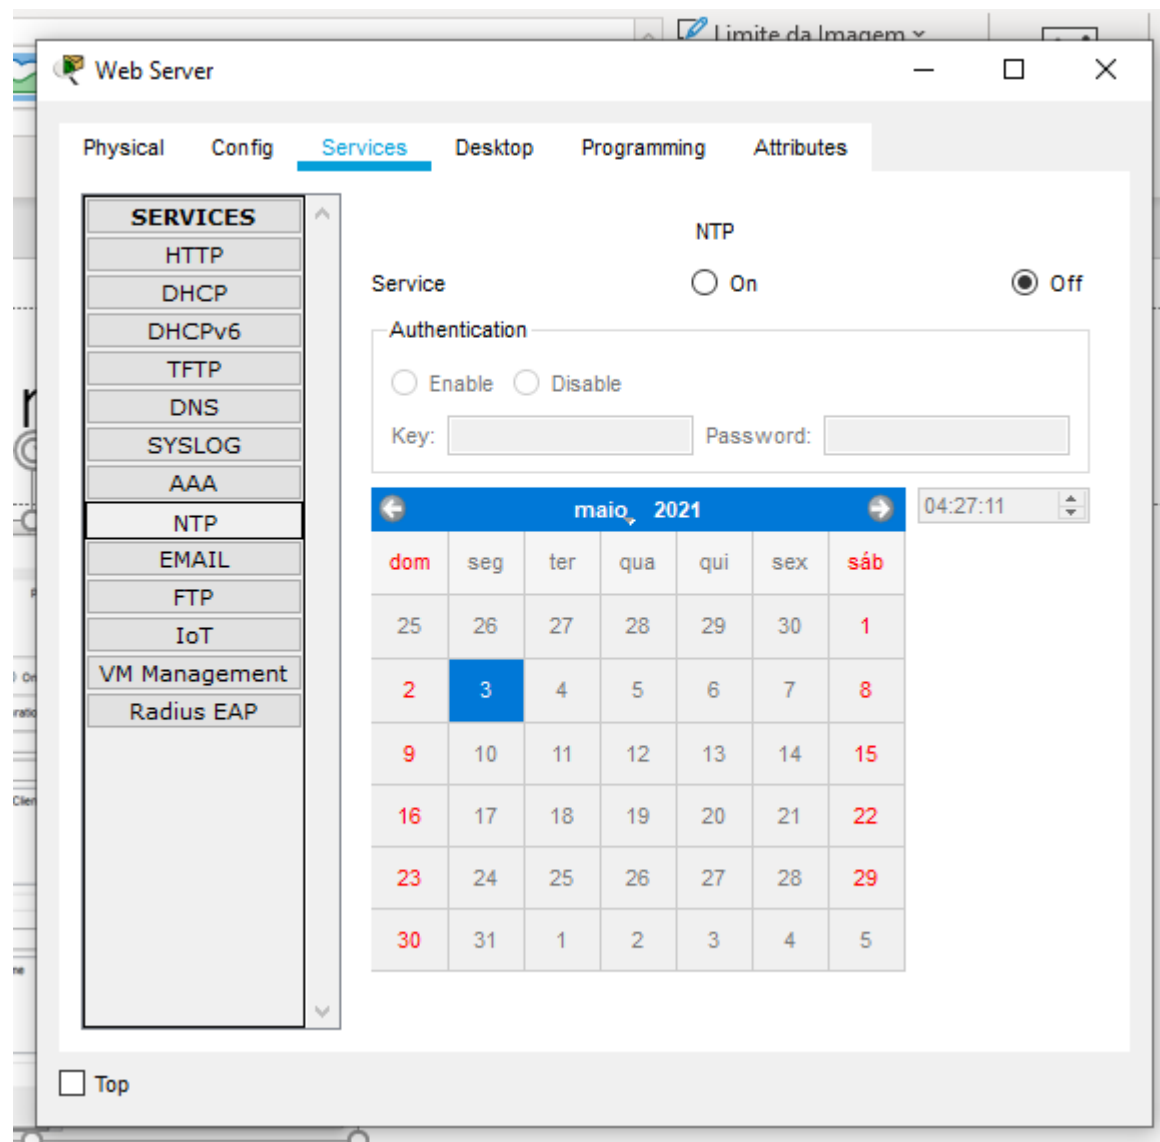 Limite da Imagem
Web Server
Physical Config Services Desktop Programming Attributes
SERVICES
HTTP
DHCP
DHCPv6
TFTP
DNS
SYSLOG
AAA
NTP
EMAIL
FTP
IoT
VM Management
Radius EAP
NTP
Service On Off
Authentication
Enable Disable
Key: Password:
maio 2021 04:27:11
dom seg ter qua qui sex sáb
25 26 27 28 29 30 1
2 3 4 5 6 7 8
9 10 11 12 13 14 15
16 17 18 19 20 21 22
23 24 25 26 27 28 29
30 31 1 2 3 4 5
Top